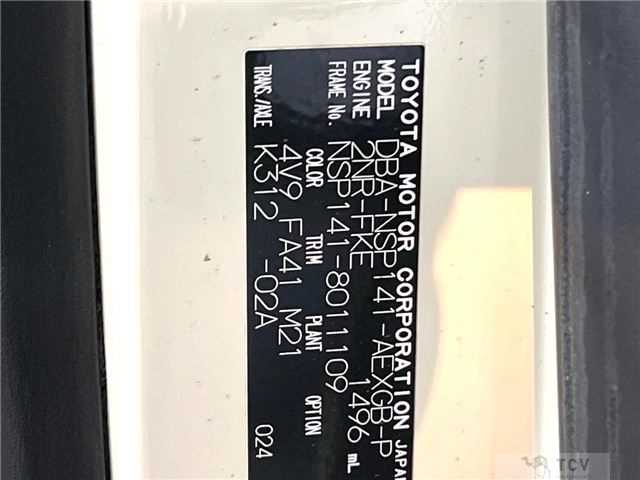 TOYOTA MOTOR CORPORATION JAPAN
MODEL DBA-NSP141-AEXGB-P
ENGINE 2NR-FKE 1496 mL
FRAME No. NSP141-8011109
COLOR TRIM PLANT OPTION
4V9 FA41 M21
TRANS./AXLE K312 -02A 024
TCV